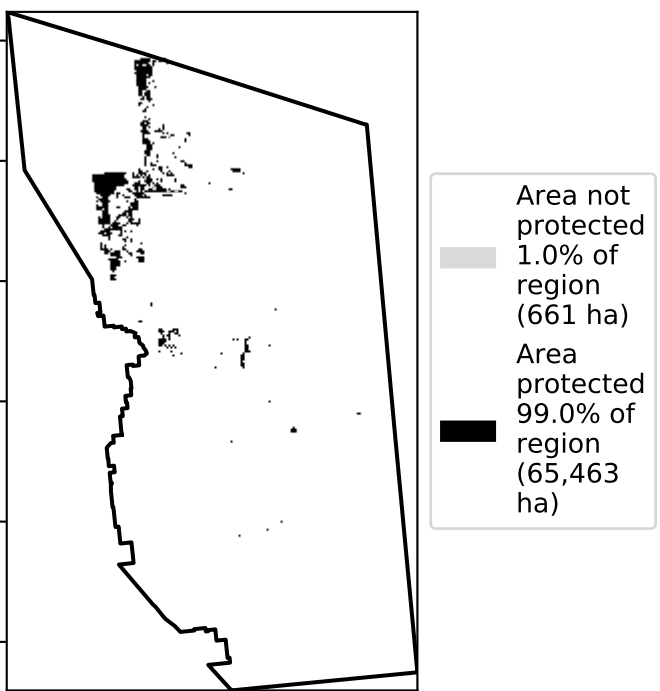 Area not
protected
1.0% of
region
(661 ha)
Area
protected
99.0% of
region
(65,463
ha)